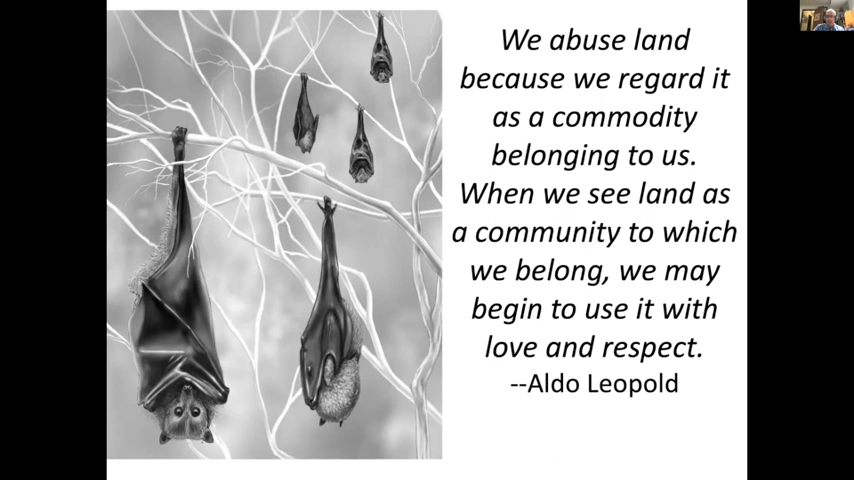 We abuse land
because we regard it
as a commodity
belonging to us.
When we see land as
a community to which
we belong, we may
begin to use it with
love and respect.
--Aldo Leopold